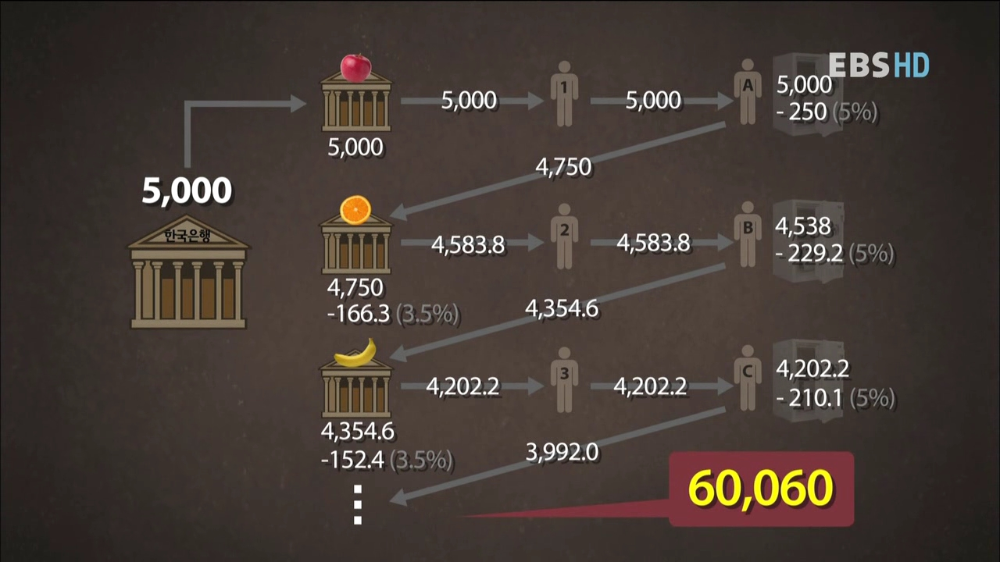 EBS HD
5,000
1
5,000
A
5,000
- 250 (5%)
5,000
4,750
5,000
한국은행
4,583.8
2
4,583.8
B
4,538
- 229.2 (5%)
4,750
-166.3 (3.5%)
4,354.6
4,202.2
3
4,202.2
C
4,202.2
- 210.1 (5%)
4,354.6
-152.4 (3.5%)
3,992.0
60,060